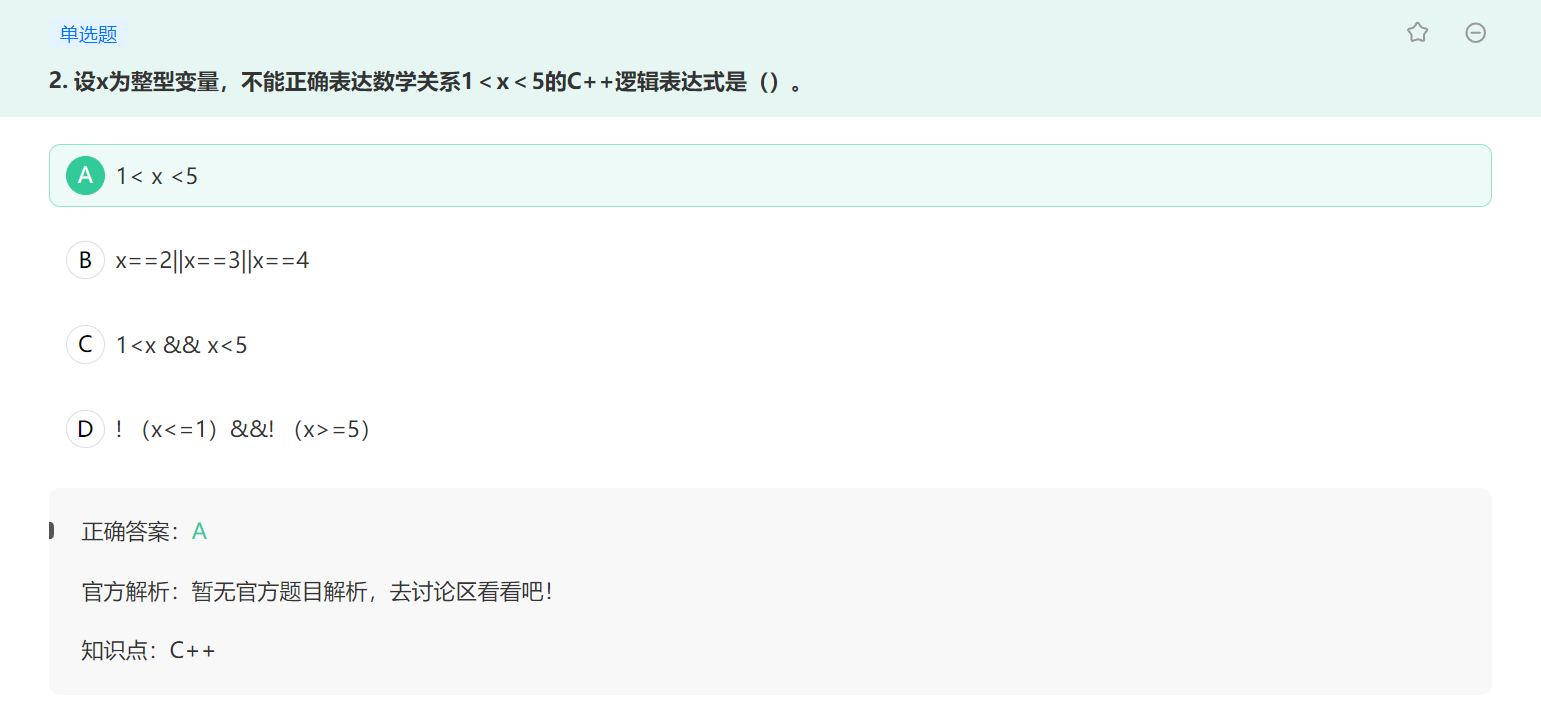 单选题
2. 设x为整型变量，不能正确表达数学关系1＜x＜5的C++逻辑表达式是（）。
A 1< x <5
B x==2||x==3||x==4
C 1<x && x<5
D ! （x<=1）&&! （x>=5）
正确答案：A
官方解析：暂无官方题目解析，去讨论区看看吧！
知识点：C++